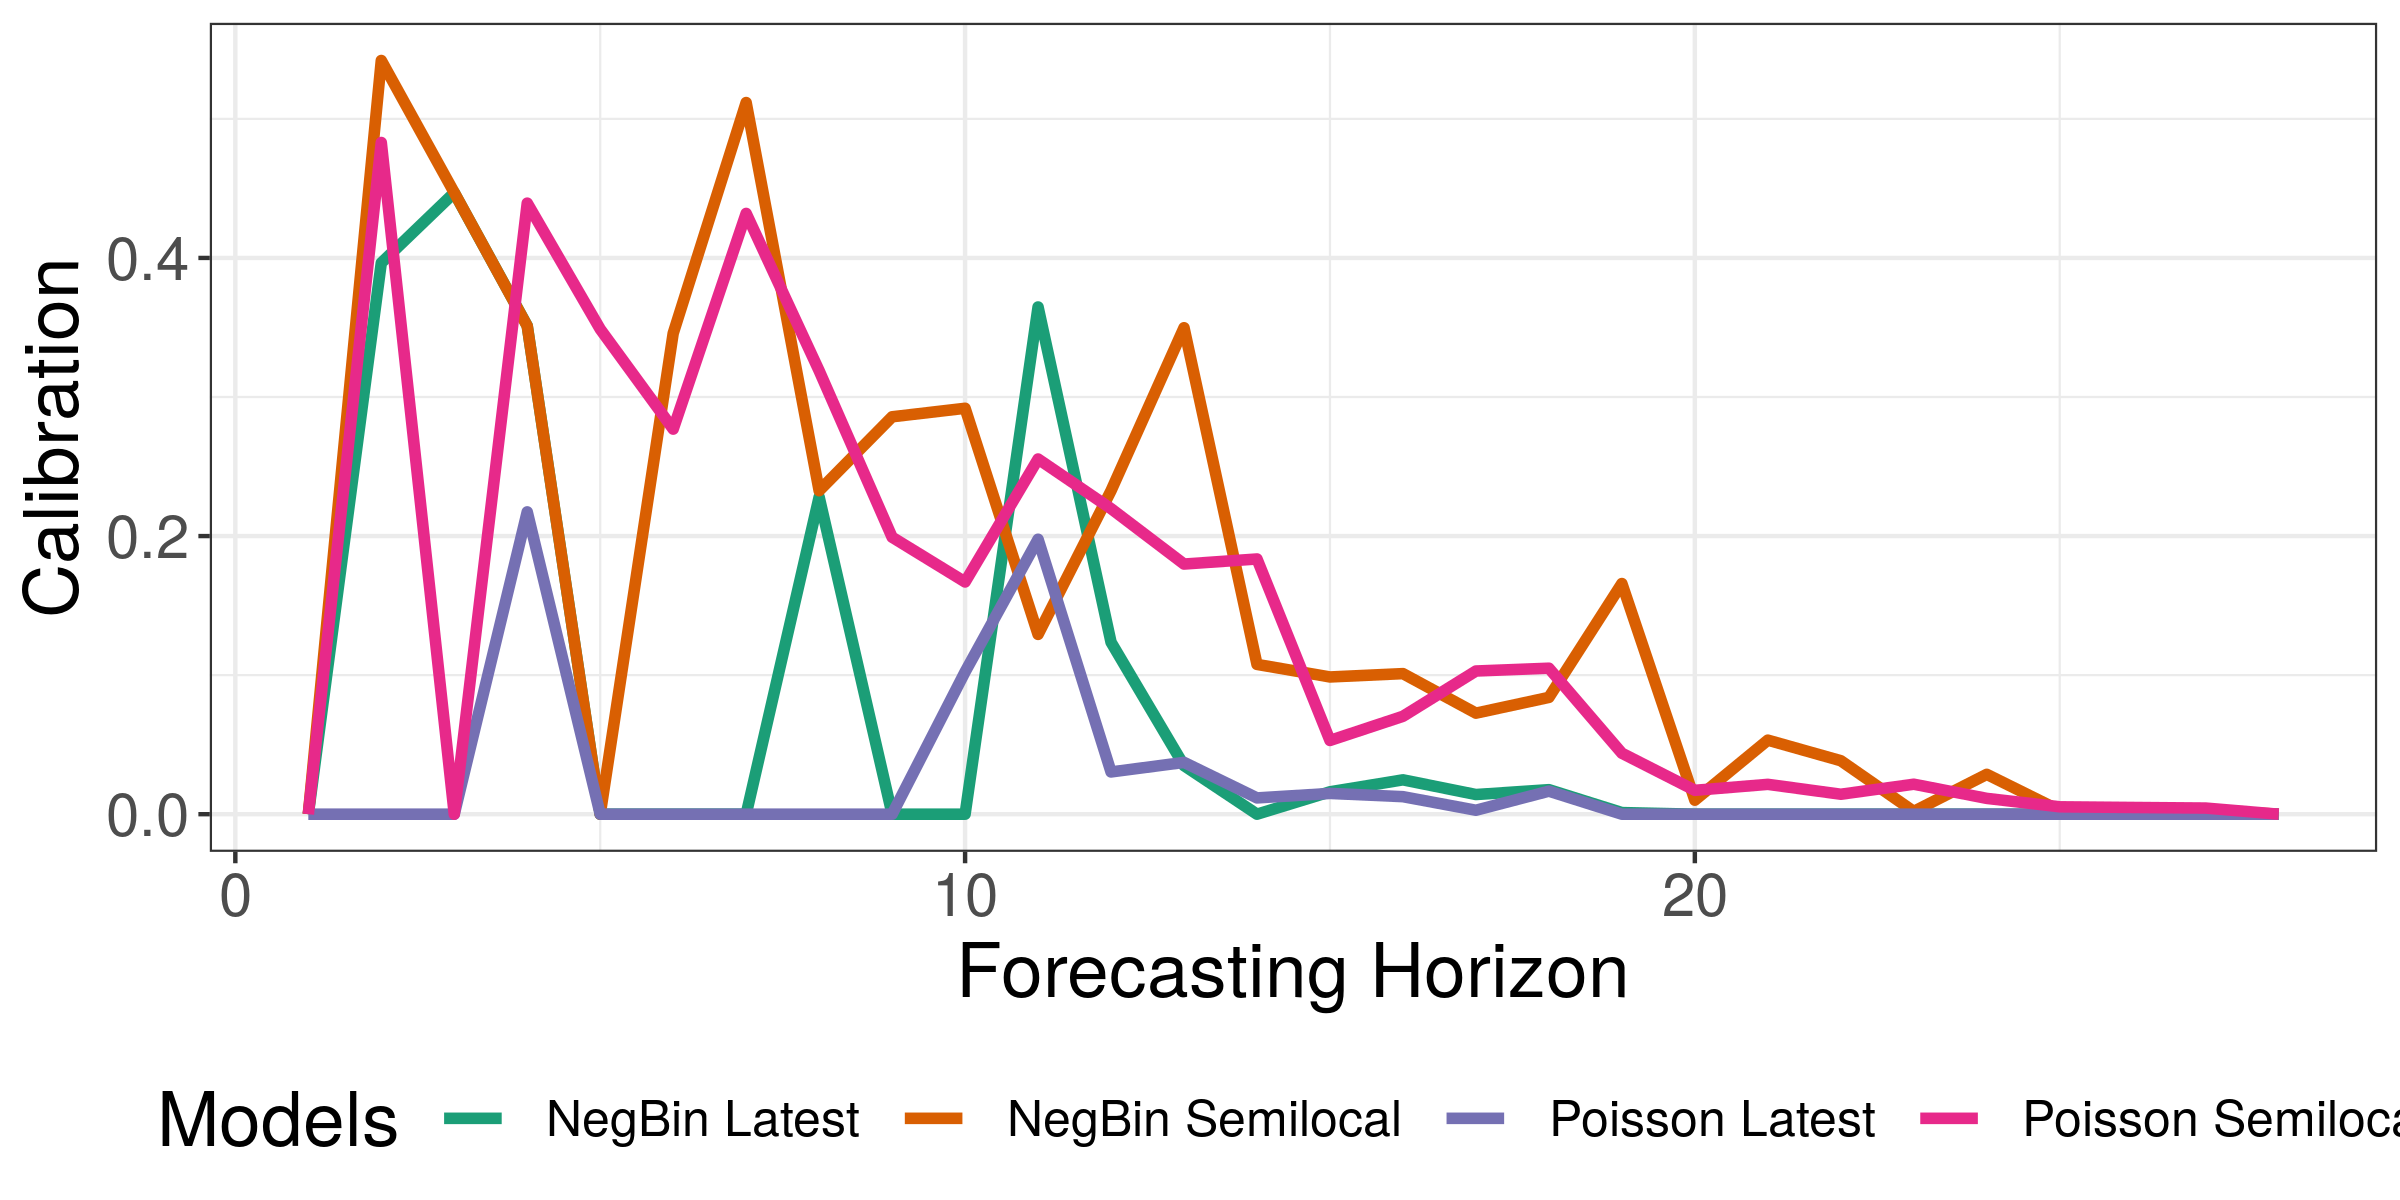 Calibration
0.4
0.2
0.0
0 10 20
Forecasting Horizon
Models NegBin Latest NegBin Semilocal Poisson Latest Poisson